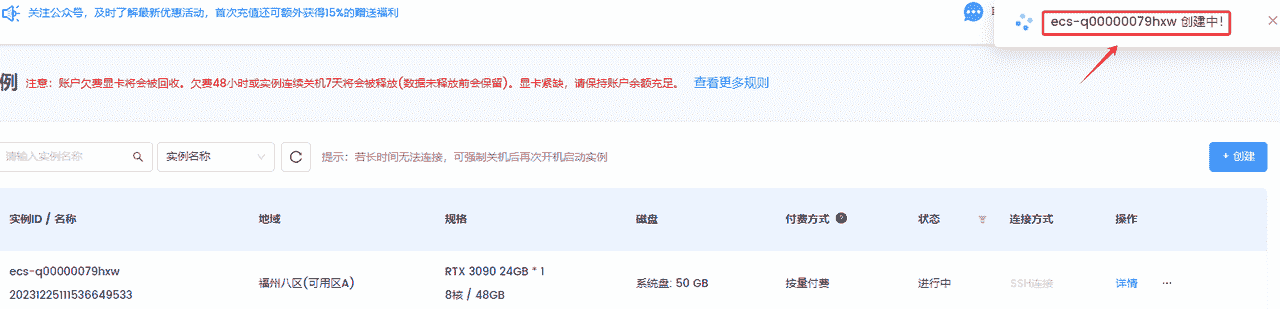 关注公众号，及时了解最新优惠活动，首次充值还可额外获得15%的赠送福利
ecs-q00000079hxw 创建中！
例 注意：账户欠费显卡将会被回收。欠费48小时或实例连续关机7天将会被释放(数据未释放前会保留)。显卡紧缺，请保持账户余额充足。 查看更多规则
请输入实例名称 实例名称 提示：若长时间无法连接，可强制关机后再次开机启动实例 + 创建
实例ID / 名称 地域 规格 磁盘 付费方式 ? 状态 连接方式 操作
ecs-q00000079hxw 福州八区(可用区A) RTX 3090 24GB * 1 系统盘: 50 GB 按量付费 进行中 SSH连接 详情 ...
20231225111536649533 8核 / 48GB